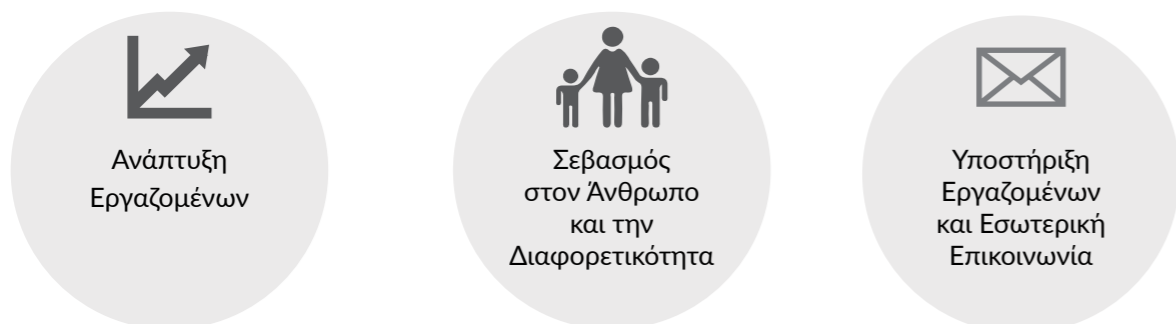 Ανάπτυξη
Εργαζομένων
Σεβασμός
στον Άνθρωπο
και την
Διαφορετικότητα
Υποστήριξη
Εργαζομένων
και Εσωτερική
Επικοινωνία